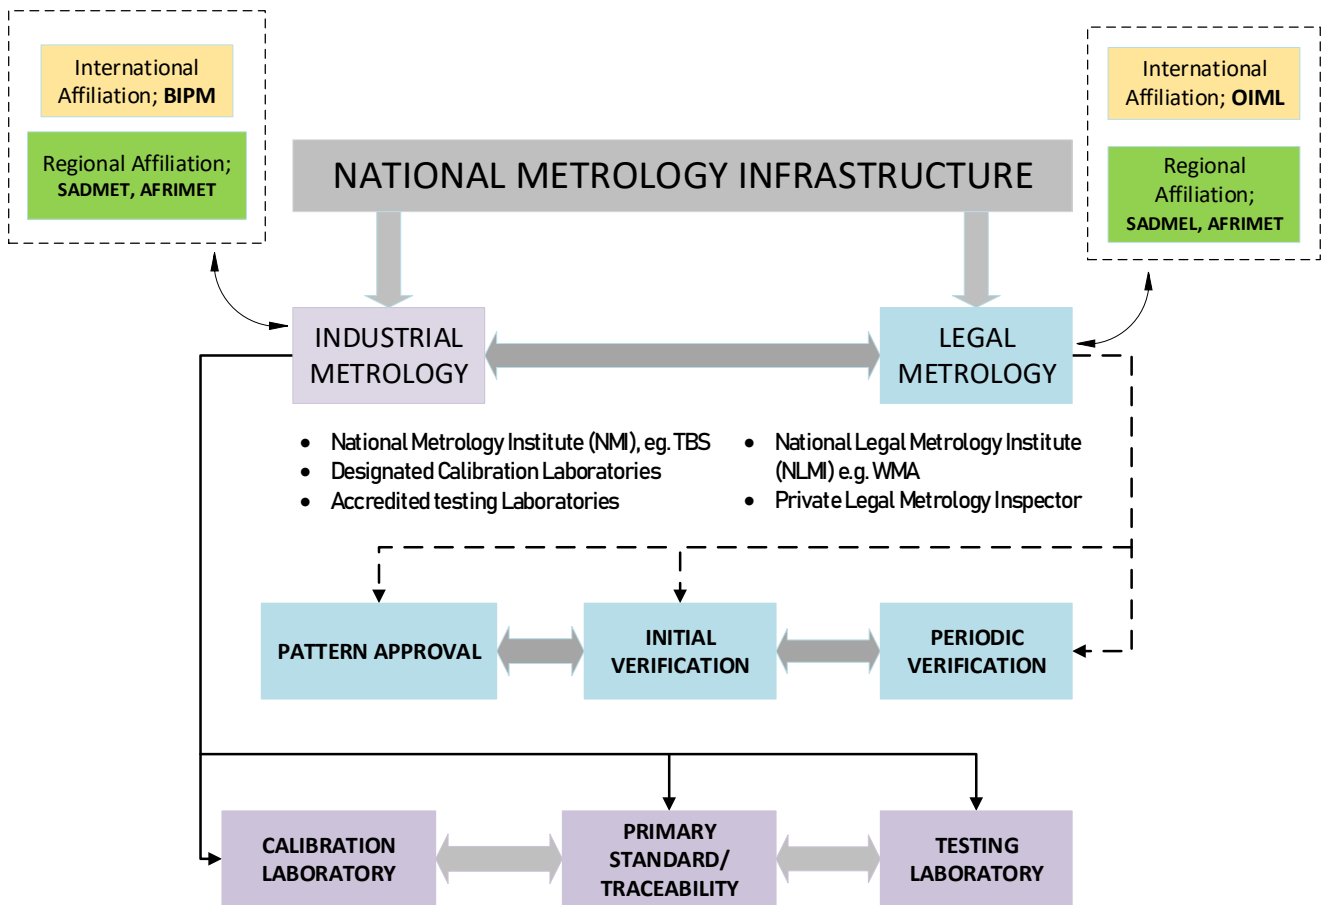 International
Affiliation; BIPM
Regional Affiliation;
SADMET, AFRIMET
International
Affiliation; OIML
Regional
Affiliation;
SADMEL, AFRIMET
NATIONAL METROLOGY INFRASTRUCTURE
INDUSTRIAL
METROLOGY
LEGAL
METROLOGY
• National Metrology Institute (NMI), eg. TBS
• Designated Calibration Laboratories
• Accredited testing Laboratories
• National Legal Metrology Institute
(NLMI) e.g. WMA
• Private Legal Metrology Inspector
PATTERN APPROVAL
INITIAL
VERIFICATION
PERIODIC
VERIFICATION
CALIBRATION
LABORATORY
PRIMARY
STANDARD/
TRACEABILITY
TESTING
LABORATORY